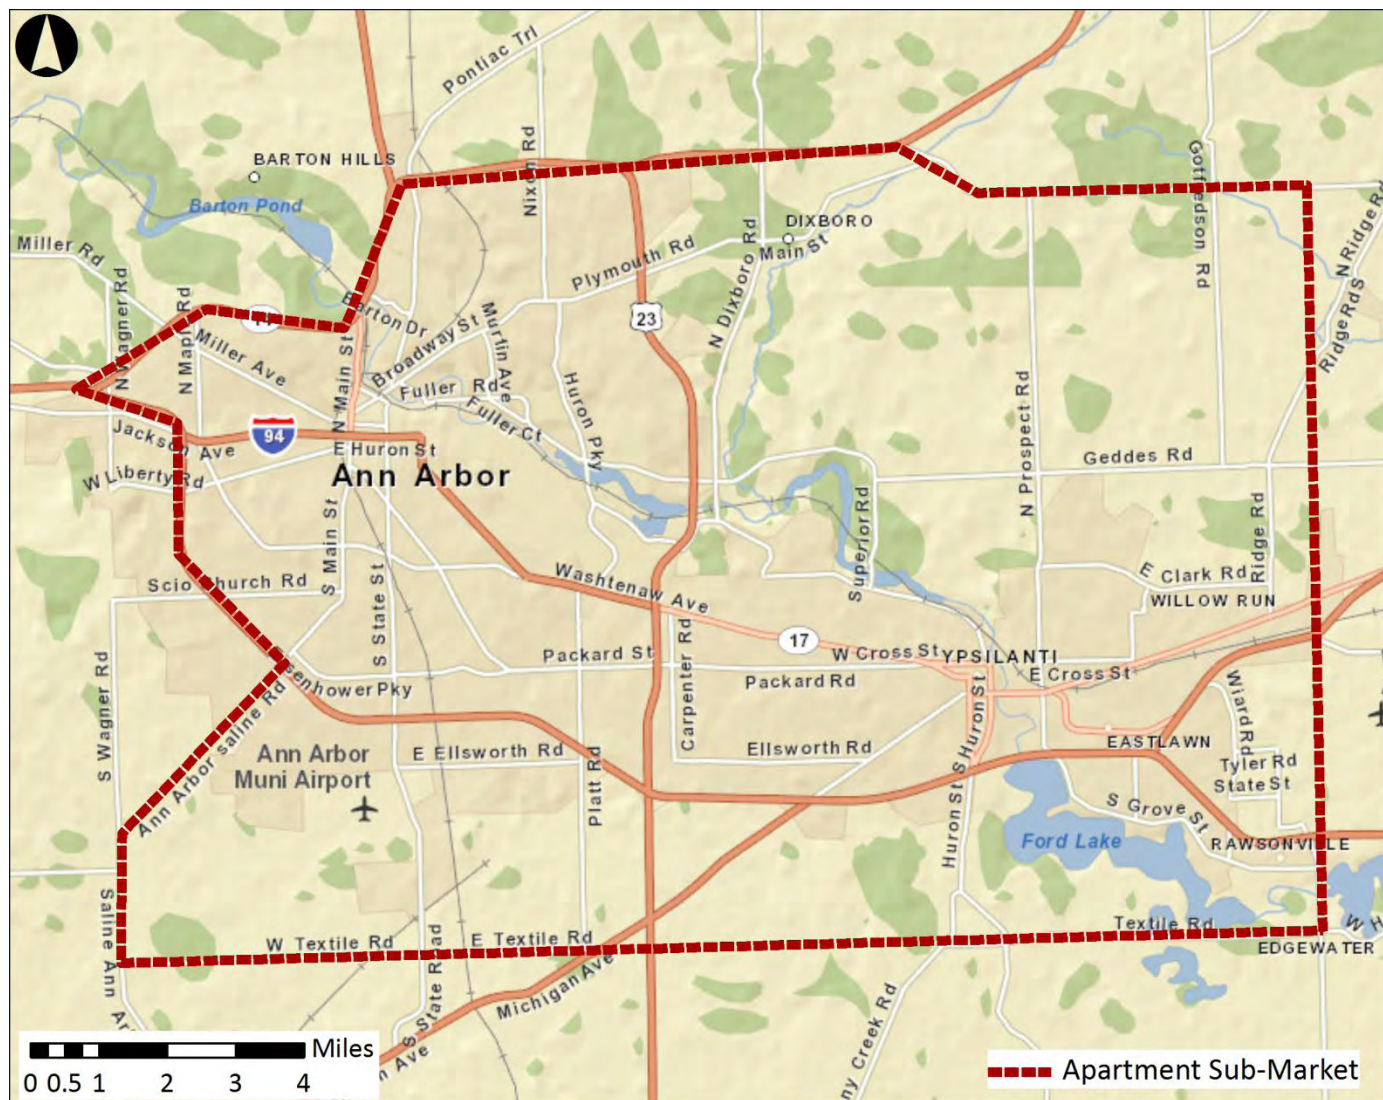 Pontiac Trl
BARTON HILLS
Barton Pond
Nixon Rd
Gotfredson Rd
Miller Rd
N Wagner Rd
N Maple Rd
Plymouth Rd
DIXBORO
Main St
N Dixboro Rd
N Ridge Rd
Ridge Rd S
Barton Dr
23
Murfin Ave
Broadway St
Miller Ave
N Main St
Fuller Rd
Fuller Ct
Huron Pky
94
Jackson Ave
E Huron St
W Liberty Rd
Ann Arbor
N Prospect Rd
Geddes Rd
S Main St
S State St
Superior Rd
Ridge Rd
Scio Church Rd
Washtenaw Ave
E Clark Rd
WILLOW RUN
17
W Cross St
YPSILANTI
Packard St
Carpenter Rd
Packard Rd
E Cross St
S Wagner Rd
senhower Pky
Ann Arbor saline Rd
Ann Arbor
Muni Airport
E Ellsworth Rd
Platt Rd
Ellsworth Rd
S Huron St
Wiard Rd
EASTLAWN
Tyler Rd
State St
S Grove St
Huron St
Ford Lake
RAWSONVILLE
Saline Ann Ar
W Textile Rd
E Textile Rd
Textile Rd
W H
EDGEWATER
S State Road
Michigan Ave
n Ave
ny Creek Rd
Miles
0 0.5 1 2 3 4
Apartment Sub-Market